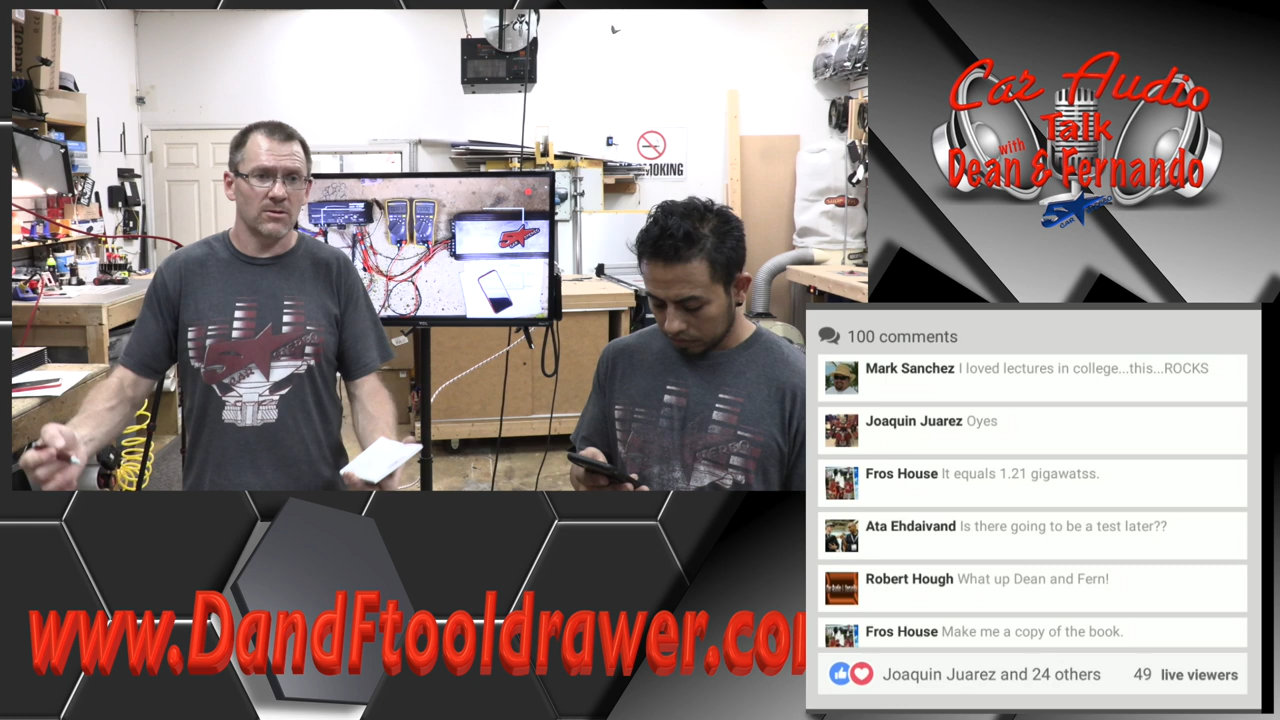 Car Audio
Talk
with
Dean & Fernando
SMOKING
100 comments
Mark Sanchez I loved lectures in college...this...ROCKS
Joaquin Juarez Oyes
Fros House It equals 1.21 gigawatss.
Ata Ehdaivand Is there going to be a test later??
Robert Hough What up Dean and Fern!
Fros House Make me a copy of the book.
Joaquin Juarez and 24 others 49 live viewers
www.DandFtooldrawer.co